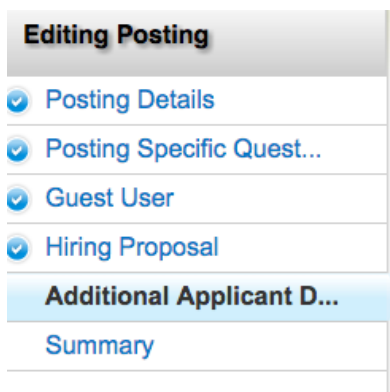 Editing Posting
Posting Details
Posting Specific Quest...
Guest User
Hiring Proposal
Additional Applicant D...
Summary